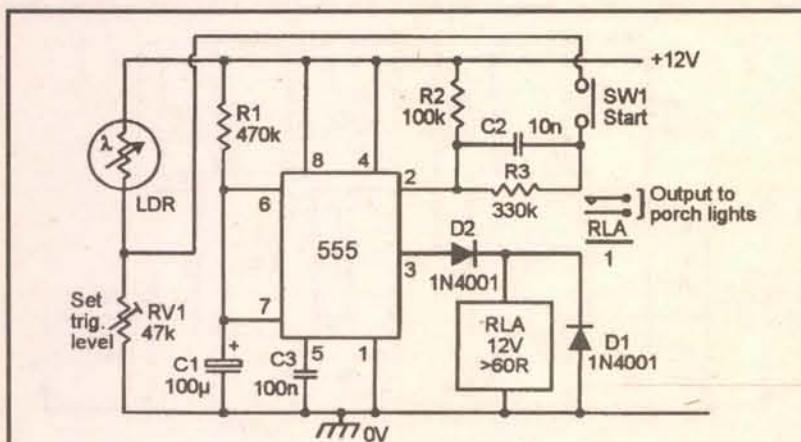 +12V
R1
470k
R2
100k
C2
10n
SW1
Start
λ
LDR
8
4
2
R3
330k
6
555
Output to
porch lights
RLA
1
3
D2
1N4001
Set
trig.
level
RV1
47k
7
RLA
12V
>60R
D1
1N4001
+
C1
100µ
C3
100n
5
1
0V